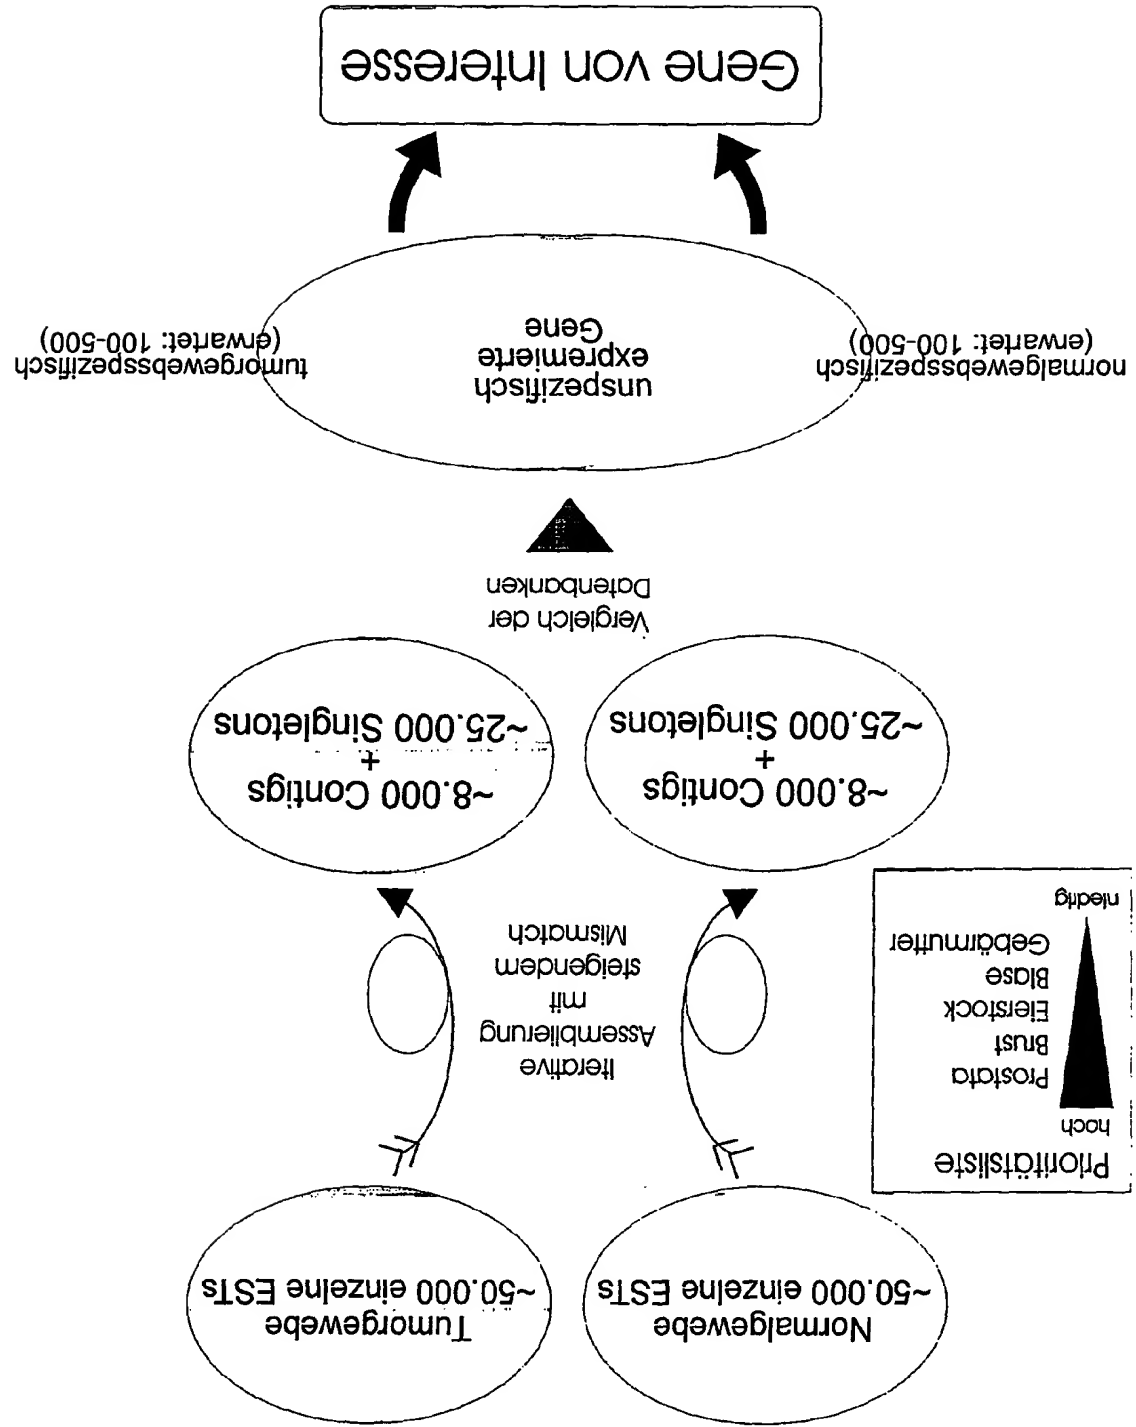 Normalgewebe
~50.000 einzelne ESTs
Tumorgewebe
~50.000 einzelne ESTs
Prioritätsliste
hoch
Prostata
Brust
Eierstock
Blase
Gebärmutter
niedrig
Iterative
Assemblierung
mit
steigendem
Mismatch
~8.000 Contigs
+
~25.000 Singletons
~8.000 Contigs
+
~25.000 Singletons
Vergleich der
Datenbanken
normalgewebsspezifisch
(erwartet: 100-500)
unspezifisch
exprimierte
Gene
tumorgewebsspezifisch
(erwartet: 100-500)
Gene von Interesse